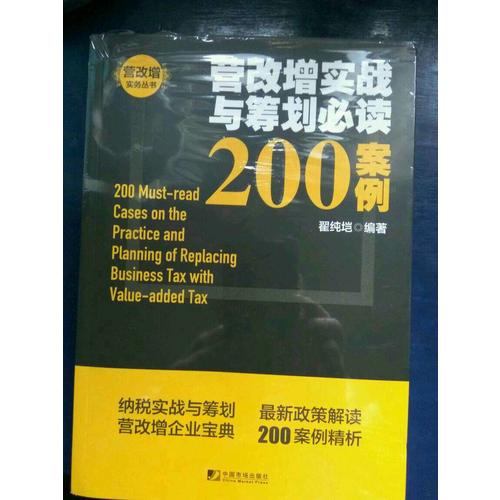 营改增
实务丛书
营改增实战
与筹划必读
200案例
翟纯垲 编著
200 Must-read
Cases on the
Practice and
Planning of Replacing
Business Tax with
Value-added Tax
纳税实战与筹划
营改增企业宝典
最新政策解读
200案例精析
中国市场出版社
China Market Press